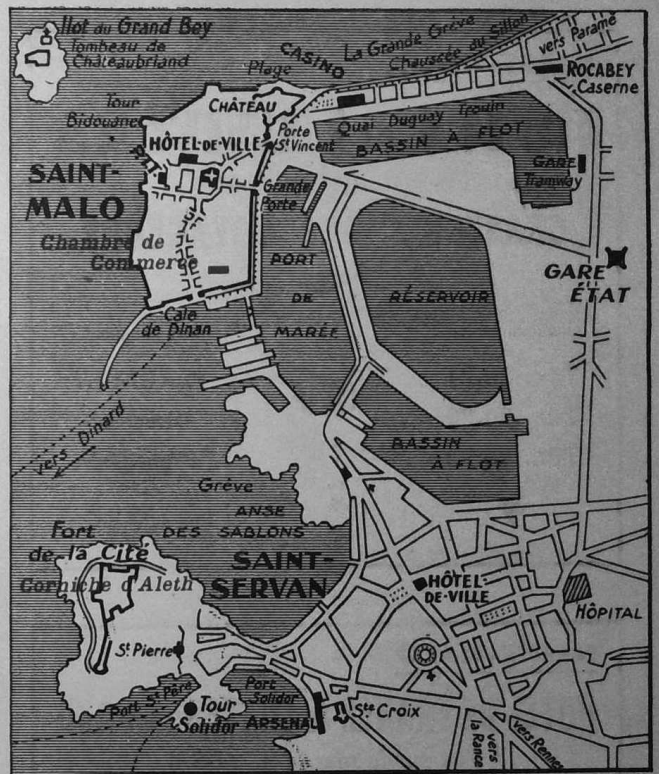 Ilot du Grand Bey
Tombeau de
Châteaubriand
Plage
CASINO
La Grande Grève
Chaussée du Sillon
vers Paramé
ROCABEY
Caserne
CHÂTEAU
Tour
Bidouane
Quai Duguay Trouin
BASSIN À FLOT
HÔTEL-DE-VILLE
Porte
St Vincent
GARE
Tramway
SAINT-
MALO
Grande
Porte
Chambre de
Commerce
PORT
DE
MARÉE
RÉSERVOIR
GARE
ÉTAT
Cale
de Dinan
vers Dinard
BASSIN
À FLOT
Grève
ANSE
DES SABLONS
Fort
de la Cité
Corniche d'Aleth
SAINT-
SERVAN
HÔTEL-
DE-VILLE
HÔPITAL
St Pierre
Port St Père
Port
Solidor
Tour
Solidor
ARSENAL
Ste Croix
vers
la Rance
vers Rennes